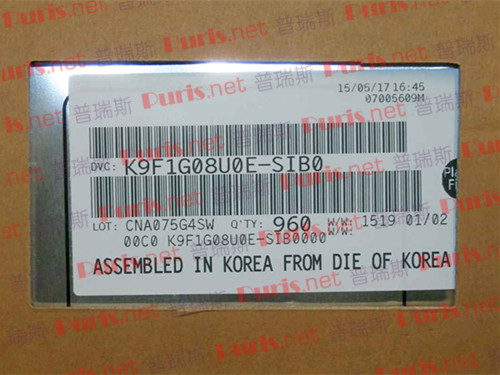 15/05/17 16:45
07005609M
DVC: K9F1G08U0E-SIB0
LOT: CNA075G4SW Q'TY: 960 W/W: 1519 01/02
00C0 K9F1G08U0E-SIB0000 W/W:
ASSEMBLED IN KOREA FROM DIE OF KOREA
Puris.net 普瑞斯